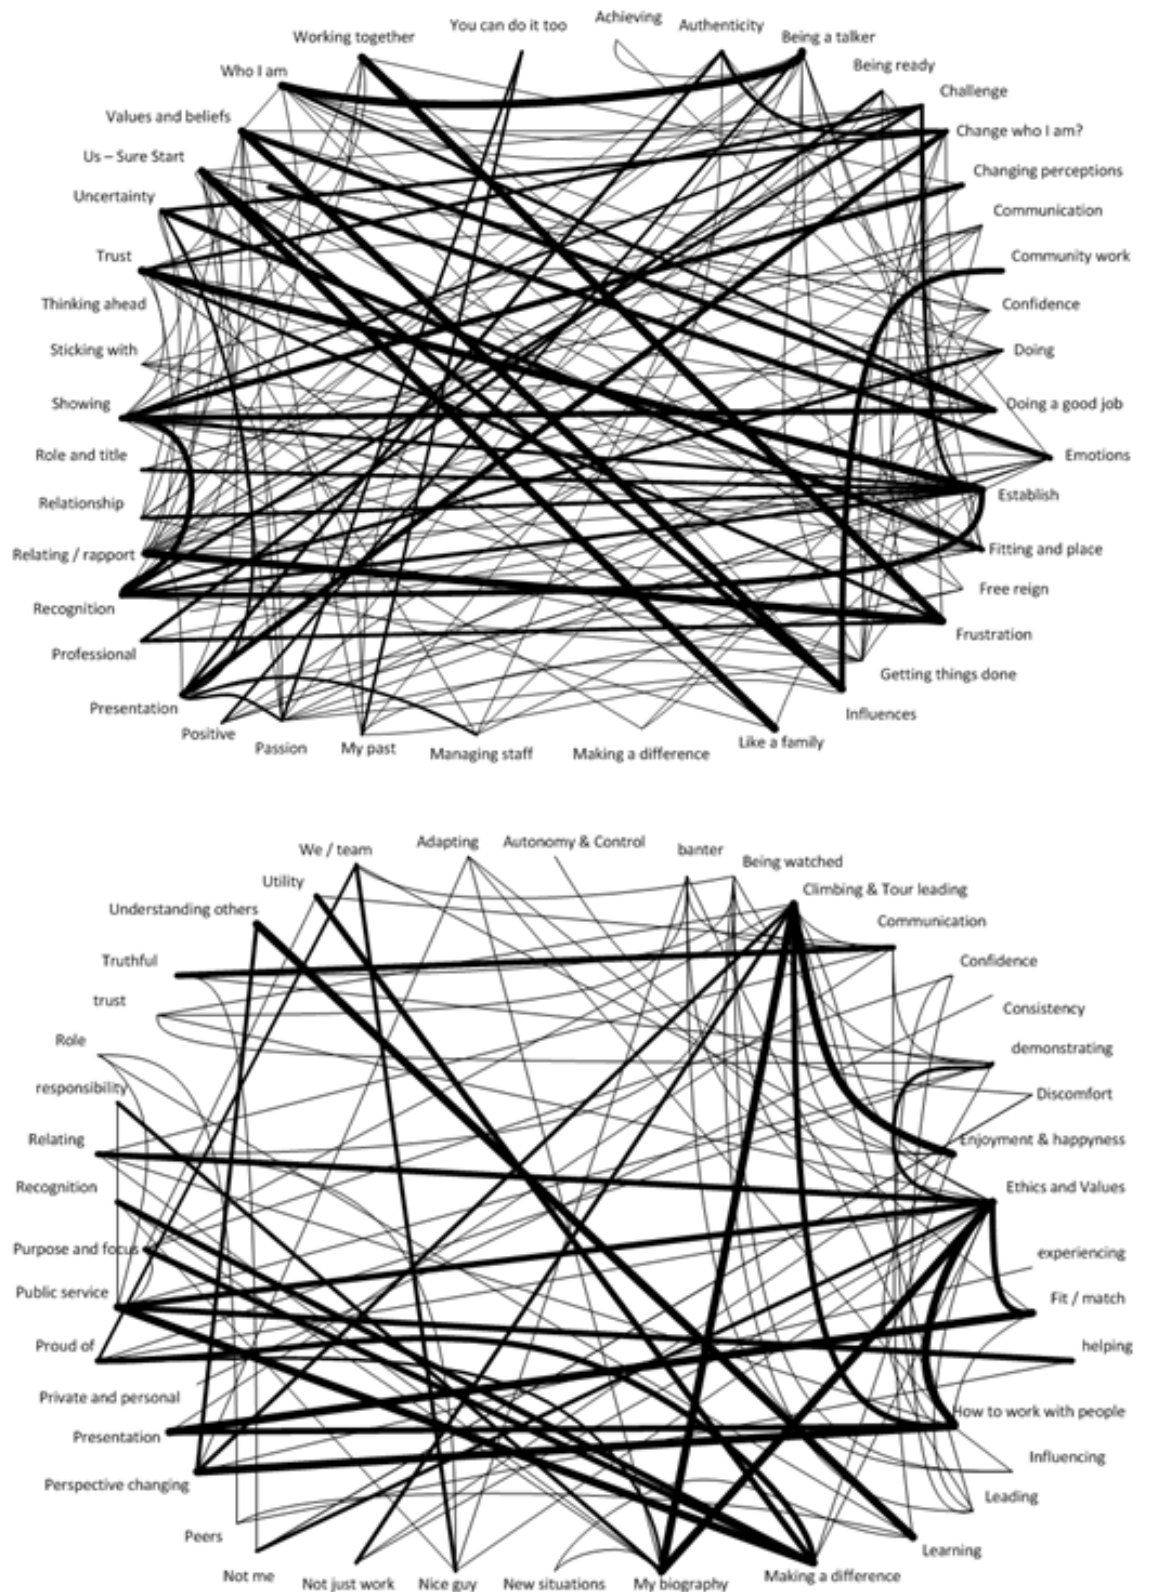 Achieving
You can do it too
Authenticity
Working together
Being a talker
Being ready
Who I am
Challenge
Values and beliefs
Change who I am?
Us – Sure Start
Changing perceptions
Uncertainty
Communication
Trust
Community work
Thinking ahead
Confidence
Sticking with
Doing
Showing
Doing a good job
Role and title
Emotions
Establish
Relationship
Relating / rapport
Fitting and place
Free reign
Recognition
Frustration
Professional
Getting things done
Presentation
Influences
Positive
Passion
My past
Managing staff
Making a difference
Like a family
We / team
Adapting
Autonomy & Control
banter
Being watched
Utility
Climbing & Tour leading
Understanding others
Communication
Truthful
Confidence
trust
Consistency
Role
demonstrating
responsibility
Discomfort
Relating
Enjoyment & happyness
Recognition
Ethics and Values
Purpose and focus
experiencing
Public service
Fit / match
Proud of
helping
Private and personal
How to work with people
Presentation
Influencing
Perspective changing
Leading
Peers
Learning
Not me
Not just work
Nice guy
New situations
My biography
Making a difference